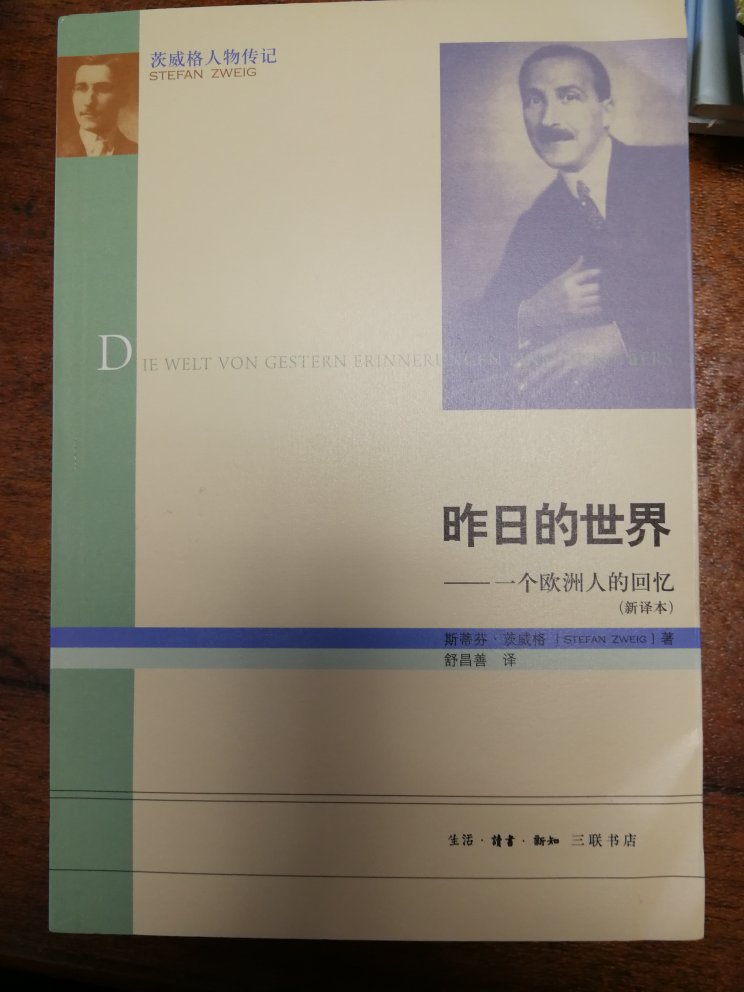 茨威格人物传记
STEFAN ZWEIG
DIE WELT VON GESTERN ERINNERUNGEN
昨日的世界
——一个欧洲人的回忆
(新译本)
斯蒂芬·茨威格 [STEFAN ZWEIG] 著
舒昌善 译
生活·讀書·新知 三联书店